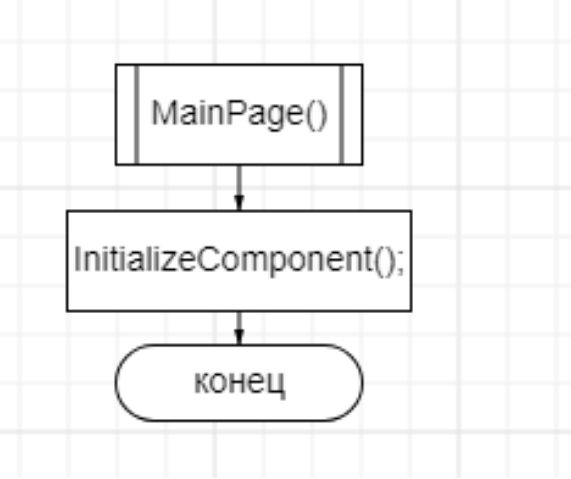 MainPage()
InitializeComponent();
конец